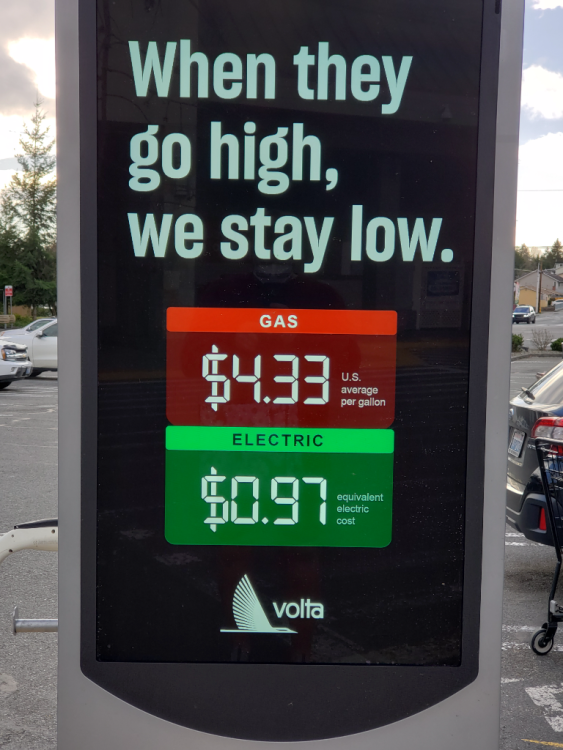 When they
go high,
we stay low.
GAS
$4.33
U.S.
average
per gallon
ELECTRIC
$0.97
equivalent
electric
cost
volta